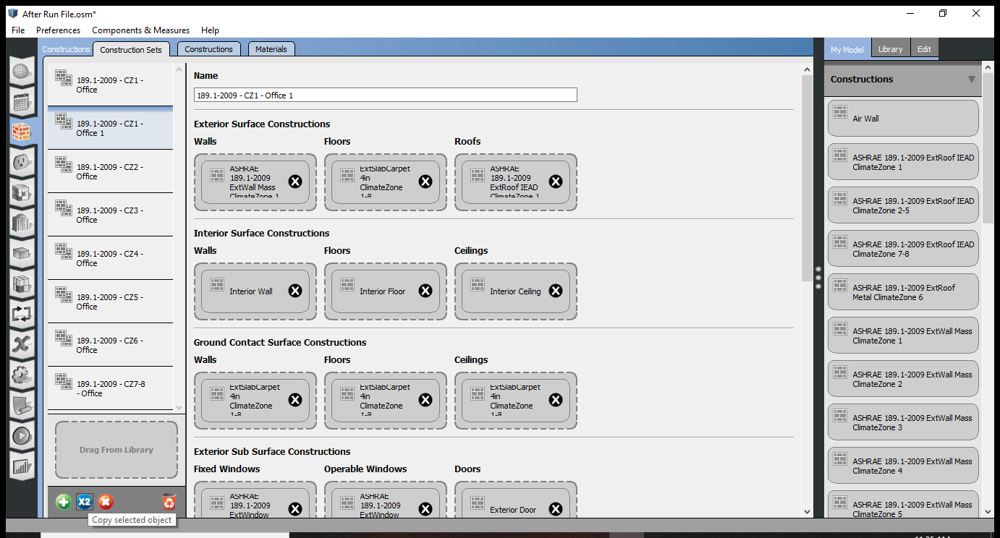 After Run File.osm*
File Preferences Components & Measures Help
Constructions Construction Sets Constructions Materials
My Model Library Edit
189.1-2009 - CZ1 -
Office
189.1-2009 - CZ1 -
Office 1
189.1-2009 - CZ2 -
Office
189.1-2009 - CZ3 -
Office
189.1-2009 - CZ4 -
Office
189.1-2009 - CZ5 -
Office
189.1-2009 - CZ6 -
Office
189.1-2009 - CZ7-8
- Office
Drag From Library
X2
Copy selected object
Name
189.1-2009 - CZ1 - Office 1
Exterior Surface Constructions
Walls Floors Roofs
ASHRAE
189.1-2009
ExtWall Mass
ClimateZone 1
ExtSlabCarpet
4in
ClimateZone
1-8
ASHRAE
189.1-2009
ExtRoof IEAD
ClimateZone 1
Interior Surface Constructions
Walls Floors Ceilings
Interior Wall Interior Floor Interior Ceiling
Ground Contact Surface Constructions
Walls Floors Ceilings
ExtSlabCarpet
4in
ClimateZone
1-8
ExtSlabCarpet
4in
ClimateZone
1-8
ExtSlabCarpet
4in
ClimateZone
1-8
Exterior Sub Surface Constructions
Fixed Windows Operable Windows Doors
ASHRAE
189.1-2009
ExtWindow
ASHRAE
189.1-2009
ExtWindow
Exterior Door
Constructions
Air Wall
ASHRAE 189.1-2009 ExtRoof IEAD
ClimateZone 1
ASHRAE 189.1-2009 ExtRoof IEAD
ClimateZone 2-5
ASHRAE 189.1-2009 ExtRoof IEAD
ClimateZone 7-8
ASHRAE 189.1-2009 ExtRoof
Metal ClimateZone 6
ASHRAE 189.1-2009 ExtWall Mass
ClimateZone 1
ASHRAE 189.1-2009 ExtWall Mass
ClimateZone 2
ASHRAE 189.1-2009 ExtWall Mass
ClimateZone 3
ASHRAE 189.1-2009 ExtWall Mass
ClimateZone 4
ASHRAE 189.1-2009 ExtWall Mass
ClimateZone 5